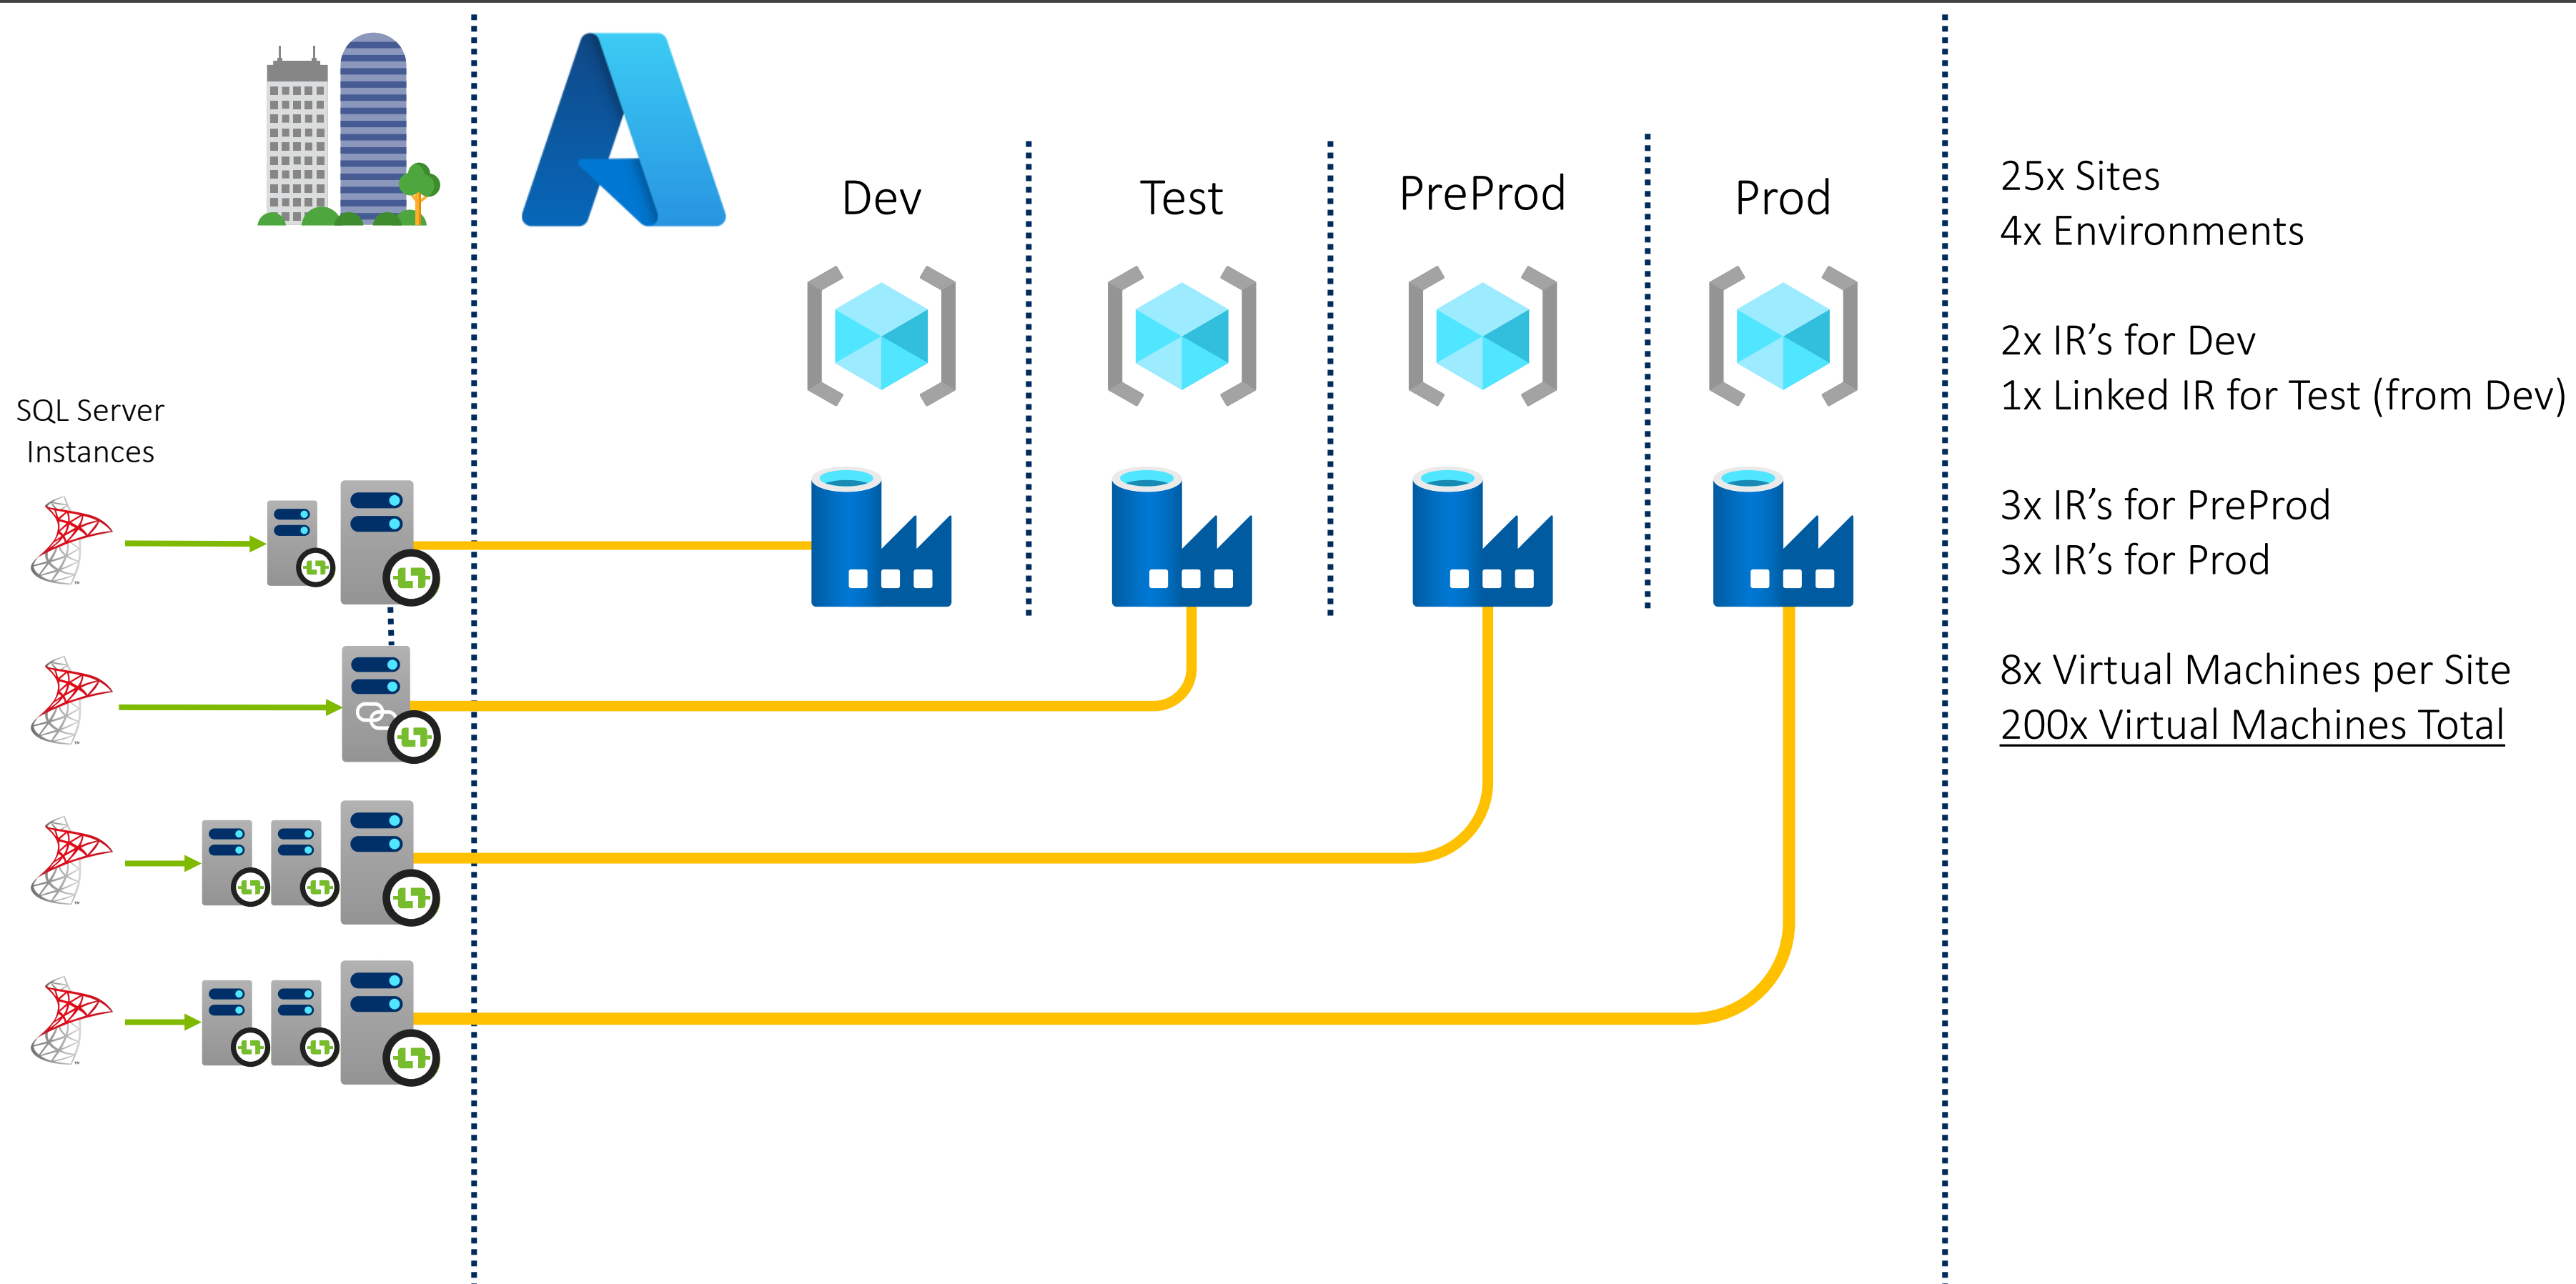 Dev
Test
PreProd
Prod
SQL Server
Instances
25x Sites
4x Environments
2x IR’s for Dev
1x Linked IR for Test (from Dev)
3x IR’s for PreProd
3x IR’s for Prod
8x Virtual Machines per Site
200x Virtual Machines Total